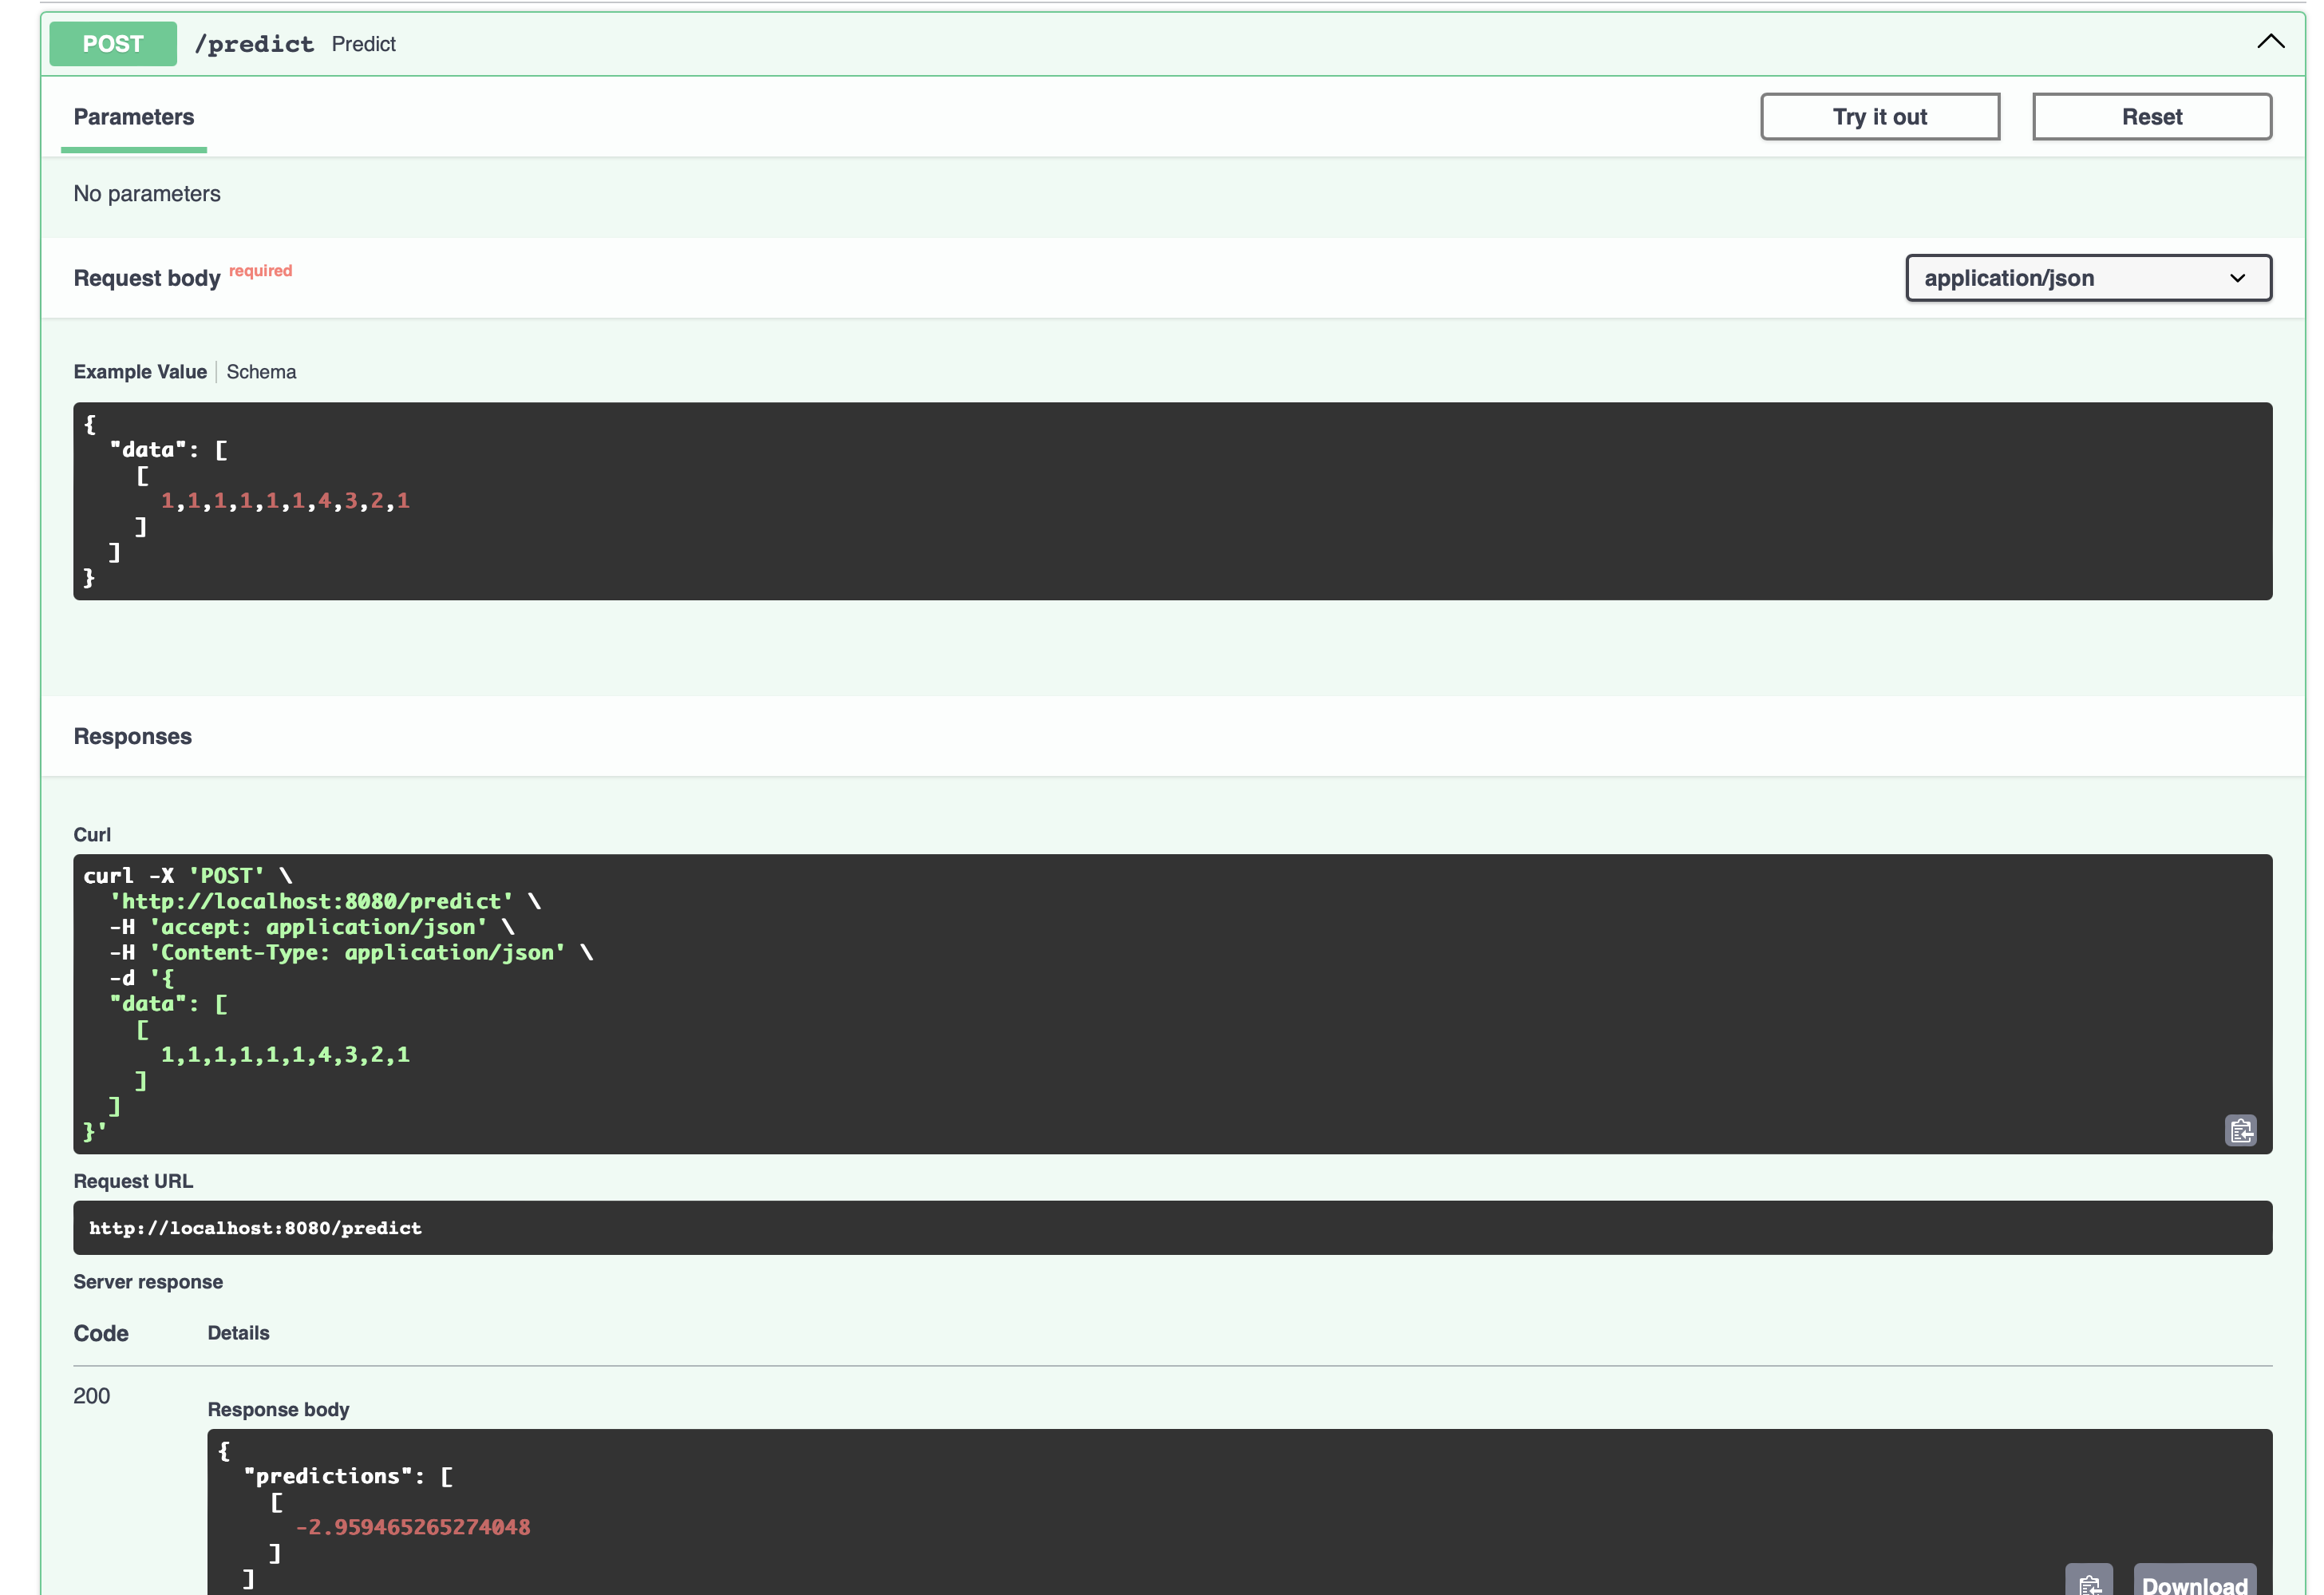 POST /predict Predict
Parameters
Try it out
Reset
No parameters
Request body required
application/json
Example Value
Schema
{
  "data": [
    [
      1,1,1,1,1,1,4,3,2,1
    ]
  ]
}
Responses
Curl
curl -X 'POST' \
  'http://localhost:8080/predict' \
  -H 'accept: application/json' \
  -H 'Content-Type: application/json' \
  -d '{
  "data": [
    [
      1,1,1,1,1,1,4,3,2,1
    ]
  ]
}'
Request URL
http://localhost:8080/predict
Server response
Code Details
200
Response body
{
  "predictions": [
    [
      -2.959465265274048
    ]
  ]
Download